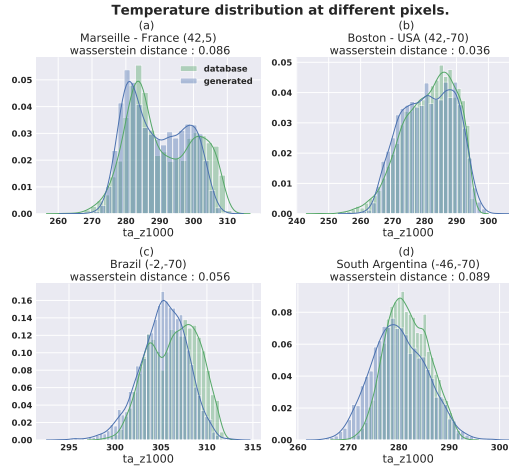 Temperature distribution at different pixels.
(a)
Marseille - France (42,5)
wasserstein distance : 0.086
database
generated
0.05
0.04
0.03
0.02
0.01
0.00
260 270 280 290 300 310
ta_z1000
(b)
Boston - USA (42,-70)
wasserstein distance : 0.036
0.05
0.04
0.03
0.02
0.01
0.00
240 250 260 270 280 290 300
ta_z1000
(c)
Brazil (-2,-70)
wasserstein distance : 0.056
0.16
0.14
0.12
0.10
0.08
0.06
0.04
0.02
0.00
295 300 305 310 315
ta_z1000
(d)
South Argentina (-46,-70)
wasserstein distance : 0.089
0.08
0.06
0.04
0.02
0.00
260 270 280 290 300
ta_z1000